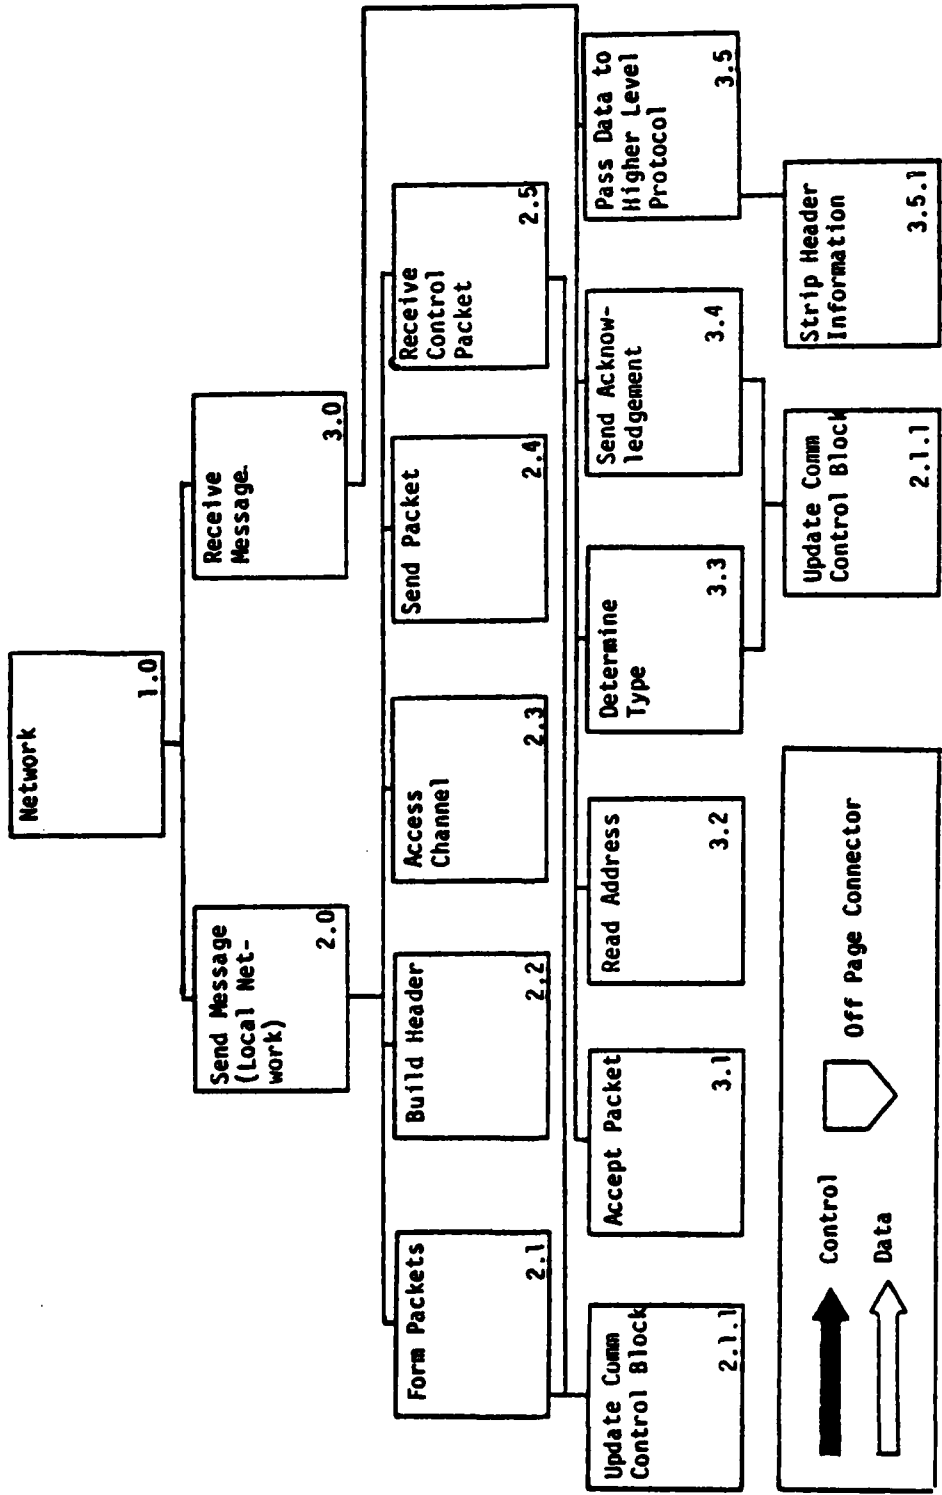 Network
1.0
Send Message
(Local Net-
work)
2.0
Receive
Message
3.0
Form Packets
2.1
Build Header
2.2
Access
Channel
2.3
Send Packet
2.4
Receive
Control
Packet
2.5
Update Comm
Control Block
2.1.1
Accept Packet
3.1
Read Address
3.2
Determine
Type
3.3
Send Acknow-
ledgement
3.4
Pass Data to
Higher Level
Protocol
3.5
Update Comm
Control Block
2.1.1
Strip Header
Information
3.5.1
Control
Data
Off Page Connector